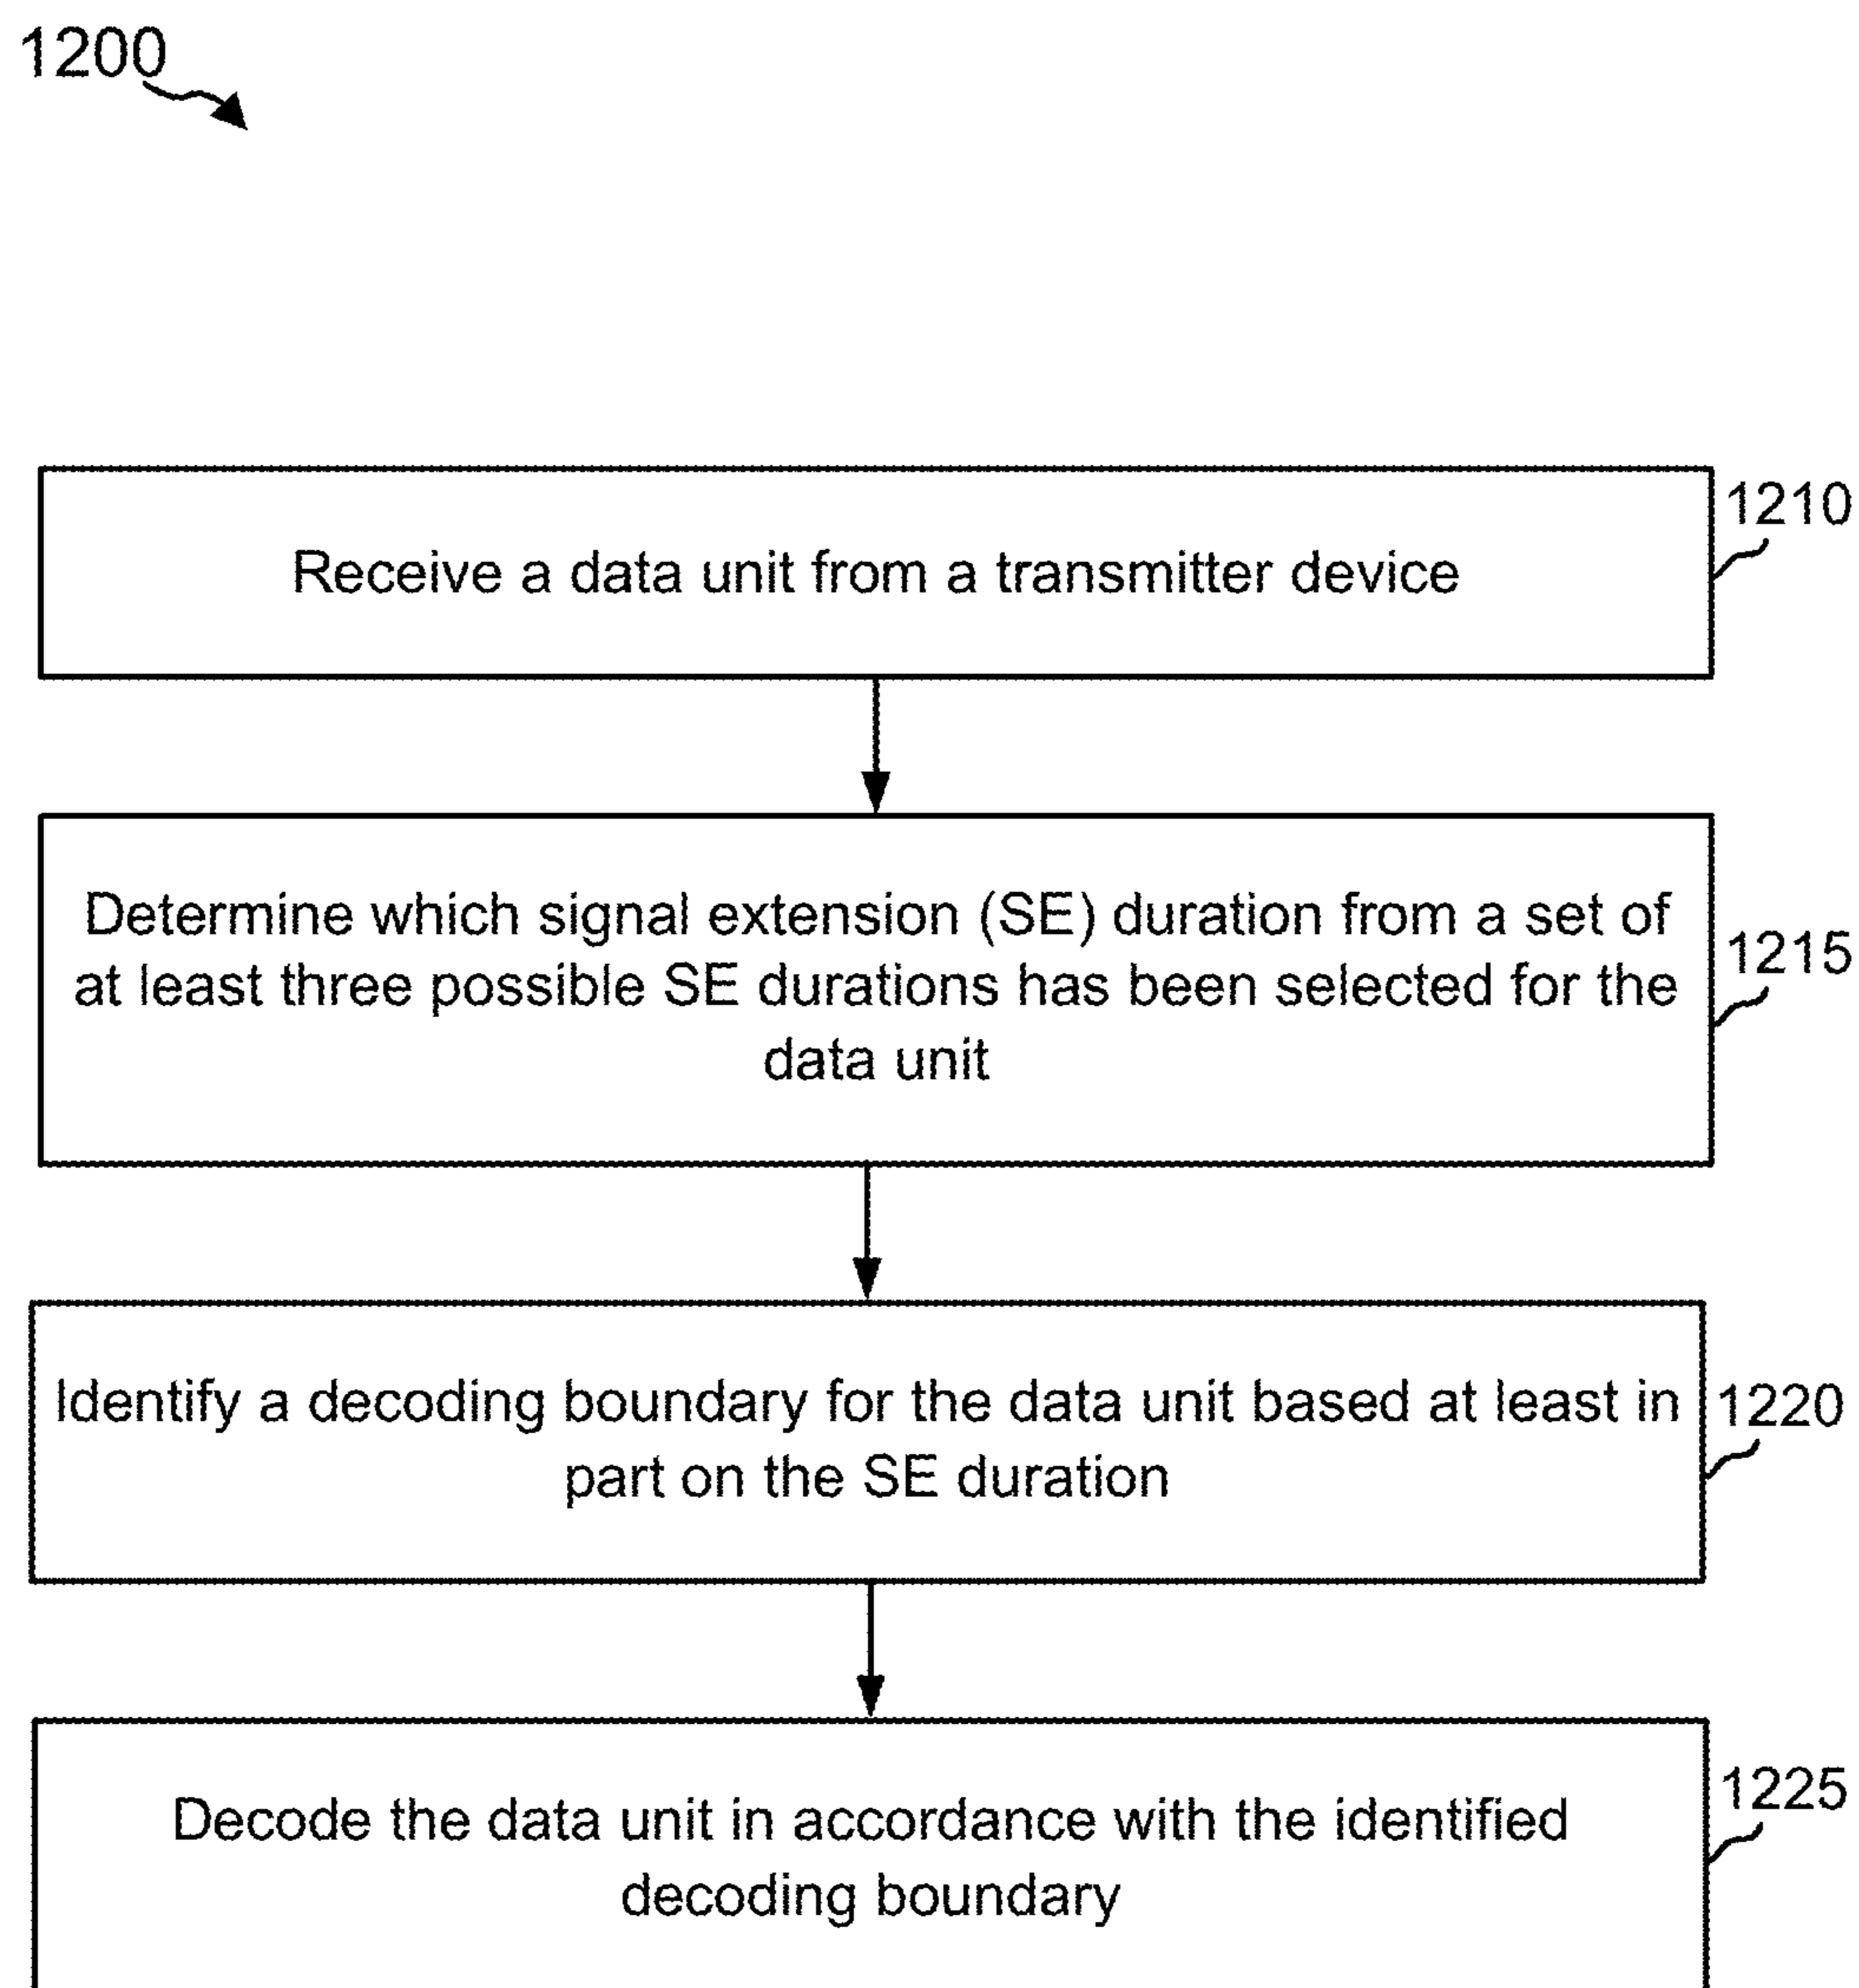 1200
Receive a data unit from a transmitter device
1210
Determine which signal extension (SE) duration from a set of
at least three possible SE durations has been selected for the
data unit
1215
Identify a decoding boundary for the data unit based at least in
part on the SE duration
1220
Decode the data unit in accordance with the identified
decoding boundary
1225